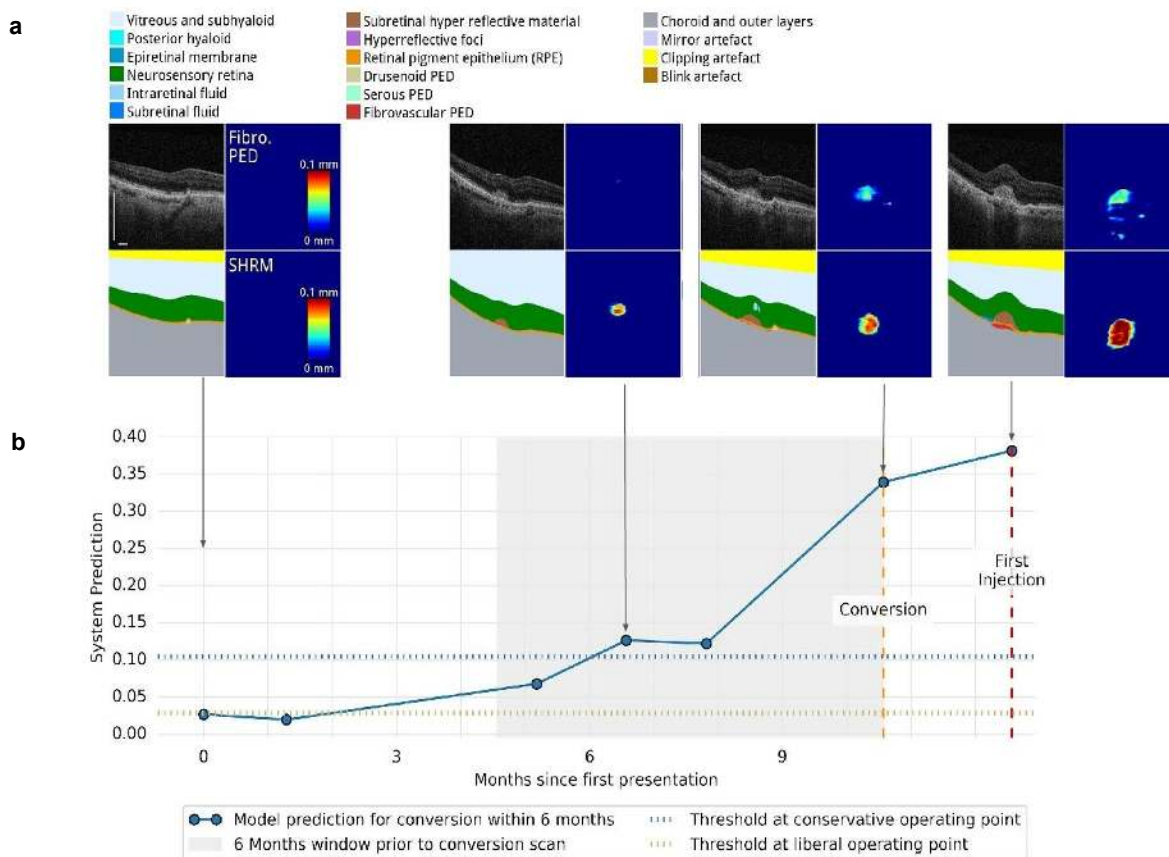 a
Vitreous and subhyaloid
Posterior hyaloid
Epiretinal membrane
Neurosensory retina
Intraretinal fluid
Subretinal fluid
Subretinal hyper reflective material
Hyperreflective foci
Retinal pigment epithelium (RPE)
Drusenoid PED
Serous PED
Fibrovascular PED
Choroid and outer layers
Mirror artefact
Clipping artefact
Blink artefact
Fibro.
PED
0.1 mm
0 mm
SHRM
0.1 mm
0 mm
b
System Prediction
0.40
0.35
0.30
0.25
0.20
0.15
0.10
0.05
0.00
Conversion
First
Injection
0 3 6 9
Months since first presentation
Model prediction for conversion within 6 months
6 Months window prior to conversion scan
Threshold at conservative operating point
Threshold at liberal operating point